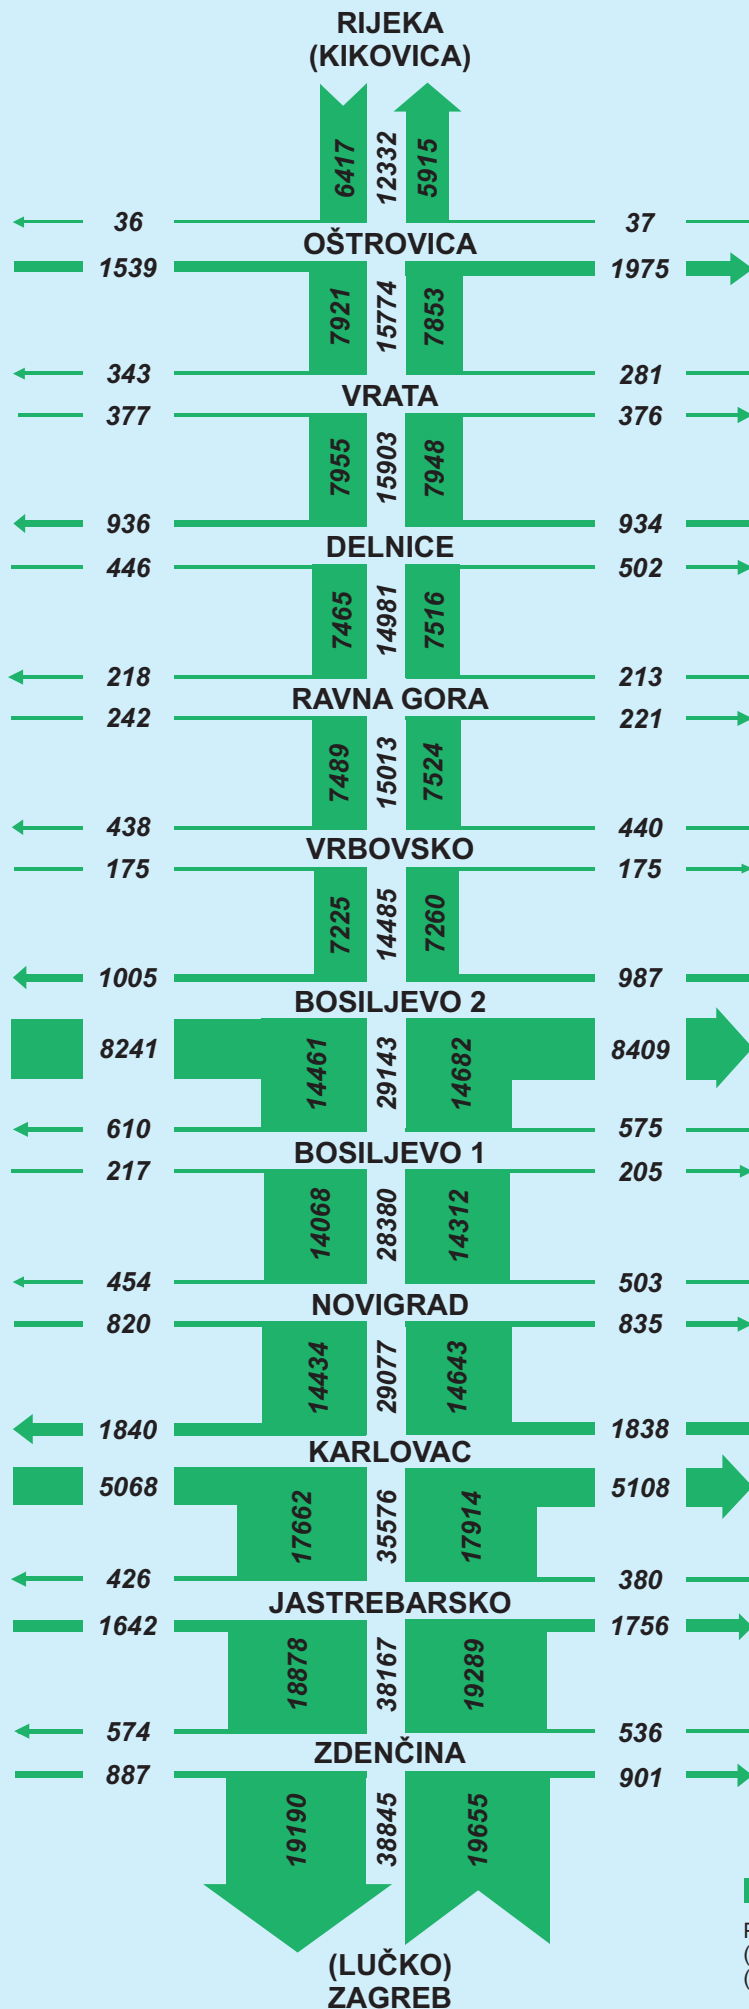 RIJEKA
(KIKOVICA)
6417 12332 5915
36 37
OŠTROVICA
1539 1975
7921 15774 7853
343 281
VRATA
377 376
7955 15903 7948
936 934
DELNICE
446 502
7465 14981 7516
218 213
RAVNA GORA
242 221
7489 15013 7524
438 440
VRBOVSKO
175 175
7225 14485 7260
1005 987
BOSILJEVO 2
8241 8409
14461 29143 14682
610 575
BOSILJEVO 1
217 205
14068 28380 14312
454 503
NOVIGRAD
820 835
14434 29077 14643
1840 1838
KARLOVAC
5068 5108
17662 35576 17914
426 380
JASTREBARSKO
1642 1756
18878 38167 19289
574 536
ZDENČINA
887 901
19190 38845 19655
(LUČKO)
ZAGREB